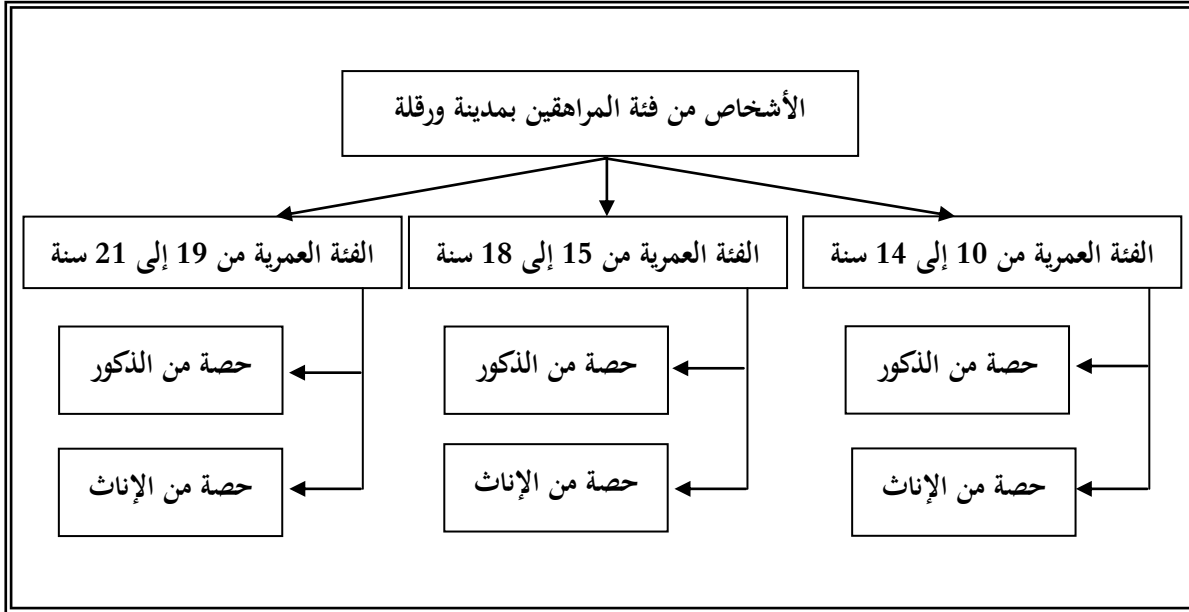 الأشخاص من فئة المراهقين بمدينة ورقلة
الفئة العمرية من 10 إلى 14 سنة
الفئة العمرية من 15 إلى 18 سنة
الفئة العمرية من 19 إلى 21 سنة
حصة من الذكور
حصة من الذكور
حصة من الذكور
حصة من الإناث
حصة من الإناث
حصة من الإناث